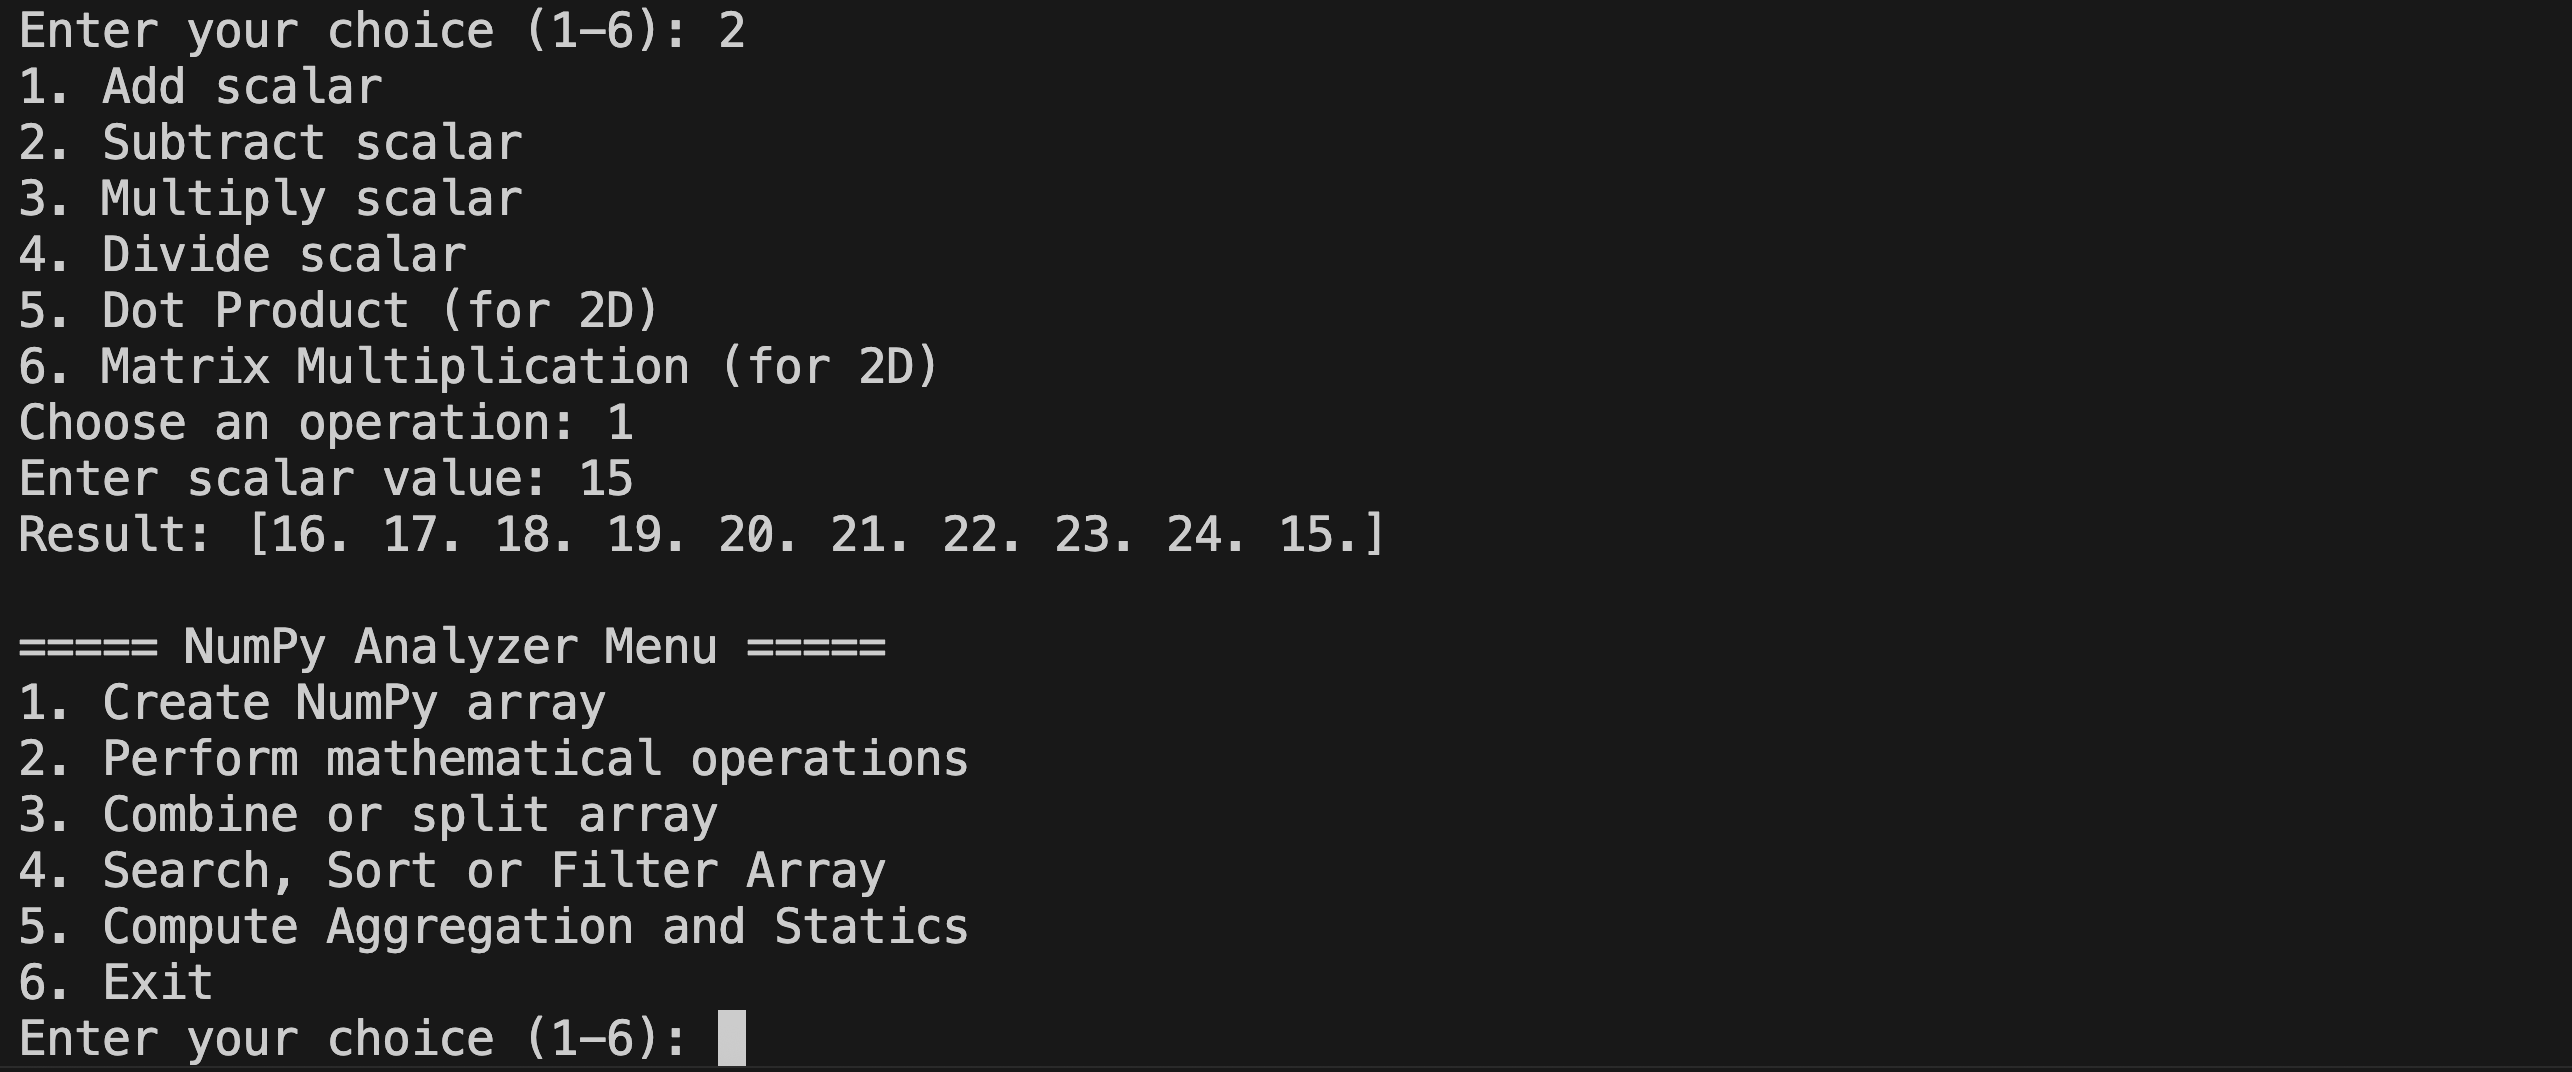 Enter your choice (1-6): 2
1. Add scalar
2. Subtract scalar
3. Multiply scalar
4. Divide scalar
5. Dot Product (for 2D)
6. Matrix Multiplication (for 2D)
Choose an operation: 1
Enter scalar value: 15
Result: [16. 17. 18. 19. 20. 21. 22. 23. 24. 15.]
===== NumPy Analyzer Menu =====
1. Create NumPy array
2. Perform mathematical operations
3. Combine or split array
4. Search, Sort or Filter Array
5. Compute Aggregation and Statics
6. Exit
Enter your choice (1-6):